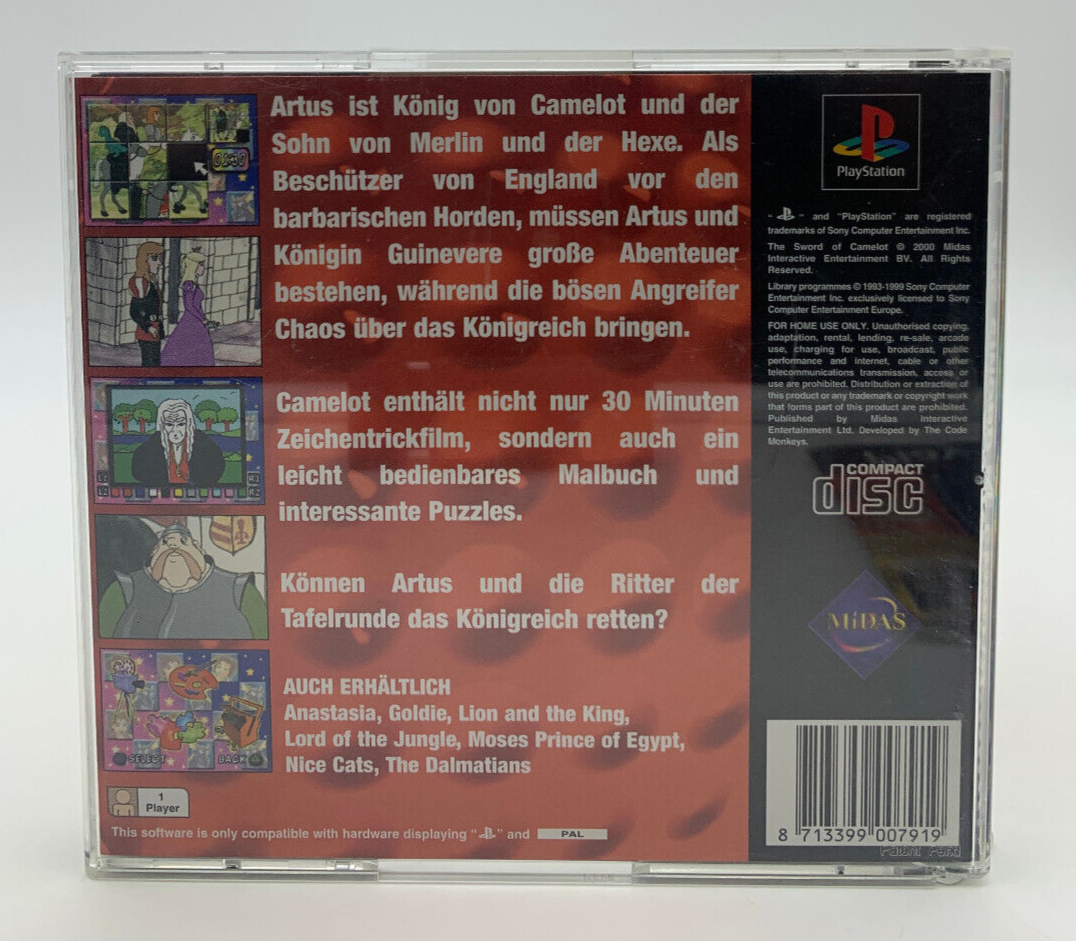 Artus ist König von Camelot und der
Sohn von Merlin und der Hexe. Als
Beschützer von England vor den
barbarischen Horden, müssen Artus und
Königin Guinevere große Abenteuer
bestehen, während die bösen Angreifer
Chaos über das Königreich bringen.
Camelot enthält nicht nur 30 Minuten
Zeichentrickfilm, sondern auch ein
leicht bedienbares Malbuch und
interessante Puzzles.
Können Artus und die Ritter der
Tafelrunde das Königreich retten?
AUCH ERHÄLTLICH
Anastasia, Goldie, Lion and the King,
Lord of the Jungle, Moses Prince of Egypt,
Nice Cats, The Dalmatians
01:30
L1 R1
L2 R2
SELECT BACK
1
Player
This software is only compatible with hardware displaying " " and PAL
PlayStation
" " and "PlayStation" are registered
trademarks of Sony Computer Entertainment Inc.
The Sword of Camelot © 2000 Midas
Interactive Entertainment BV. All Rights
Reserved.
Library programmes © 1993-1999 Sony Computer
Entertainment Inc. exclusively licensed to Sony
Computer Entertainment Europe.
FOR HOME USE ONLY. Unauthorised copying,
adaptation, rental, lending, re-sale, arcade
use, charging for use, broadcast, public
performance and internet, cable or other
telecommunications transmission, access or
use are prohibited. Distribution or extraction of
this product or any trademark or copyright work
that forms part of this product are prohibited.
Published by Midas Interactive
Entertainment Ltd. Developed by The Code
Monkeys.
COMPACT
disc
MiDAS
8 713399 007919